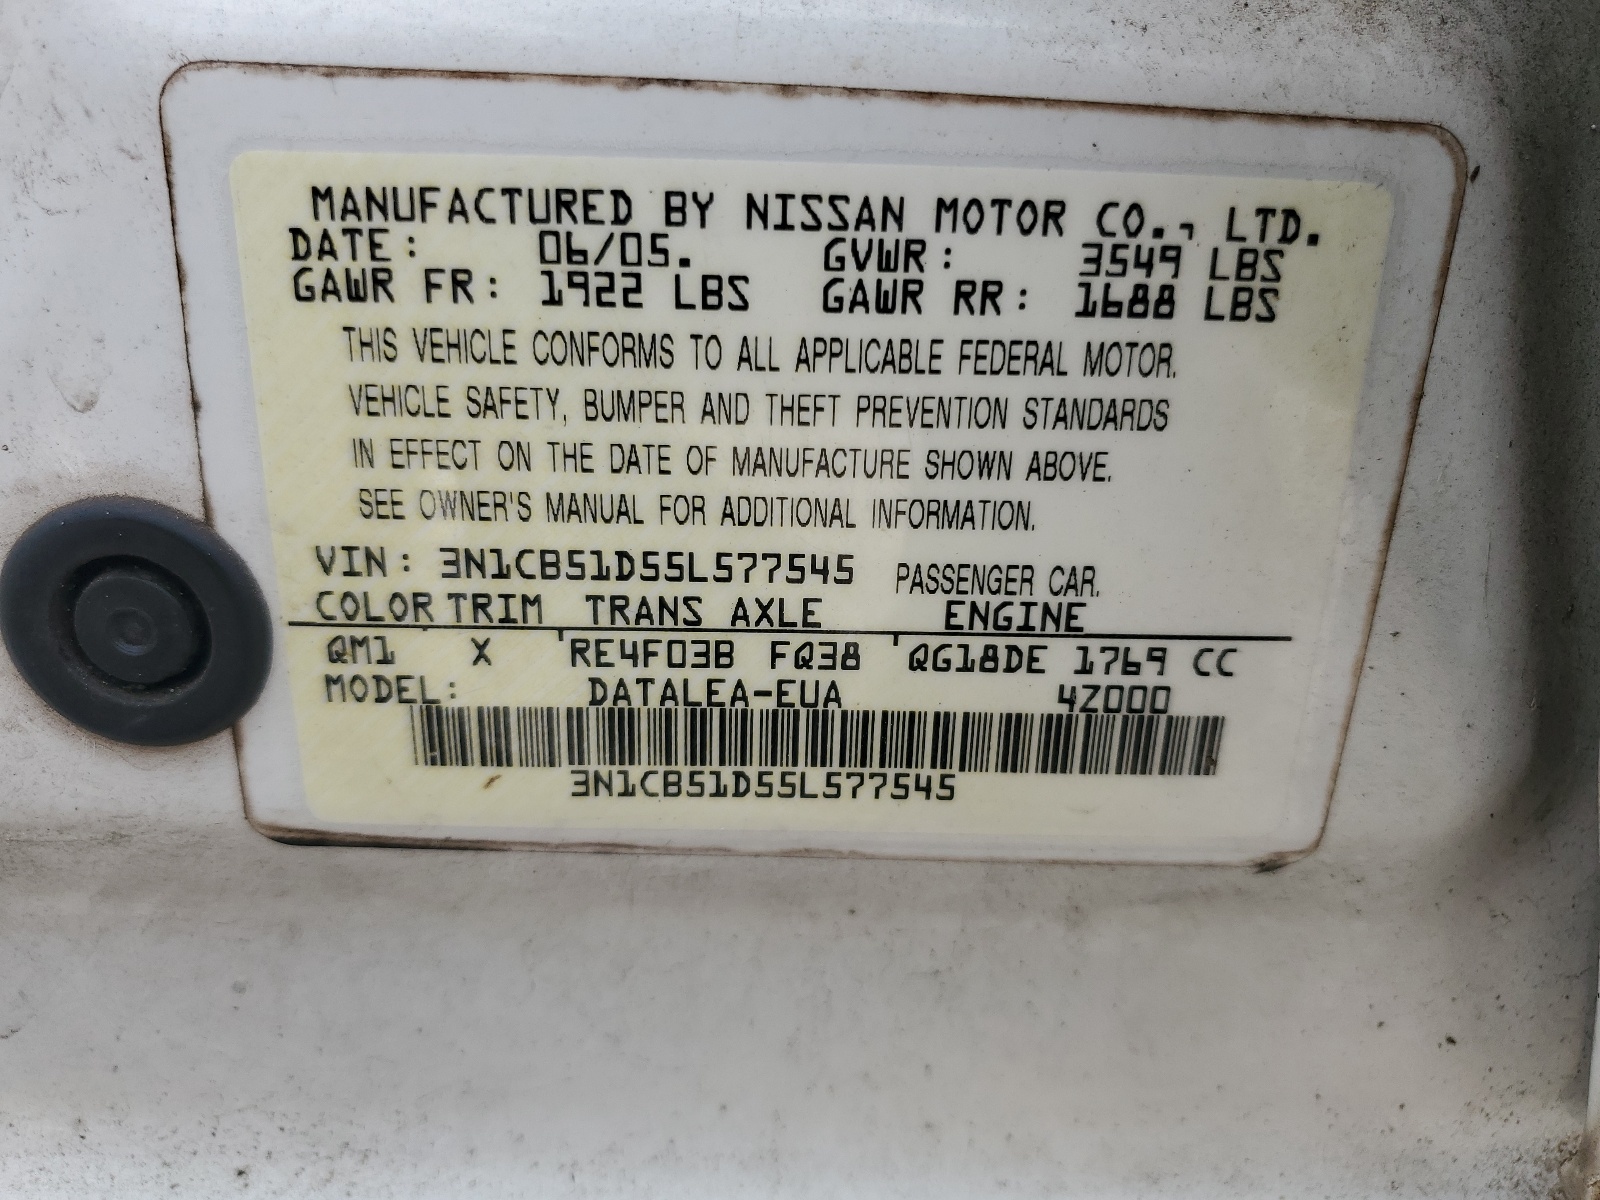 MANUFACTURED BY NISSAN MOTOR CO., LTD.
DATE: 06/05. GVWR: 3549 LBS
GAWR FR: 1922 LBS GAWR RR: 1688 LBS
THIS VEHICLE CONFORMS TO ALL APPLICABLE FEDERAL MOTOR.
VEHICLE SAFETY, BUMPER AND THEFT PREVENTION STANDARDS
IN EFFECT ON THE DATE OF MANUFACTURE SHOWN ABOVE.
SEE OWNER'S MANUAL FOR ADDITIONAL INFORMATION.
VIN: 3N1CB51D55L577545 PASSENGER CAR.
COLOR TRIM TRANS AXLE ENGINE
QM1 X RE4F03B FQ38 QG18DE 1769 CC
MODEL: DATALEA-EUA 4Z000
3N1CB51D55L577545